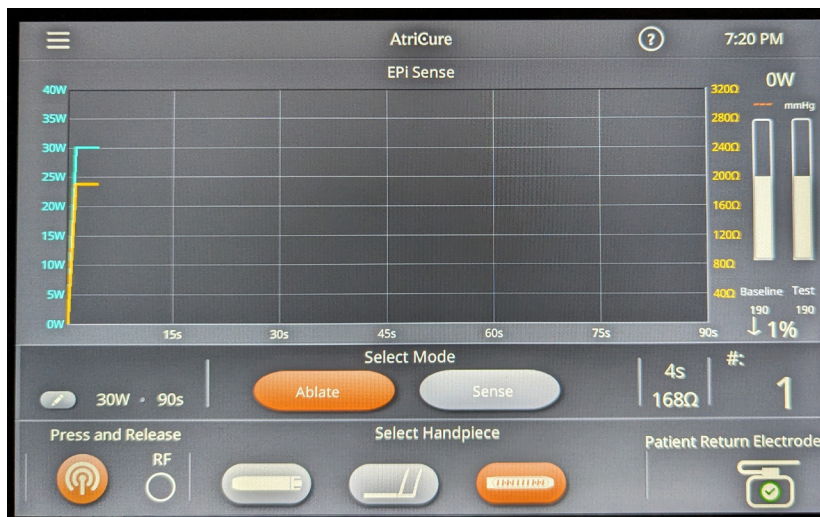 AtriCure
?
7:20 PM
EPi Sense
0W
40W
35W
30W
25W
20W
15W
10W
5W
0W
320Ω
280Ω
240Ω
200Ω
160Ω
120Ω
80Ω
40Ω
--- mmHg
Baseline Test
190 190
↓ 1%
15s 30s 45s 60s 75s 90s
Select Mode
30W • 90s
Ablate
Sense
4s
168Ω
#:
1
Press and Release
RF
Select Handpiece
Patient Return Electrode